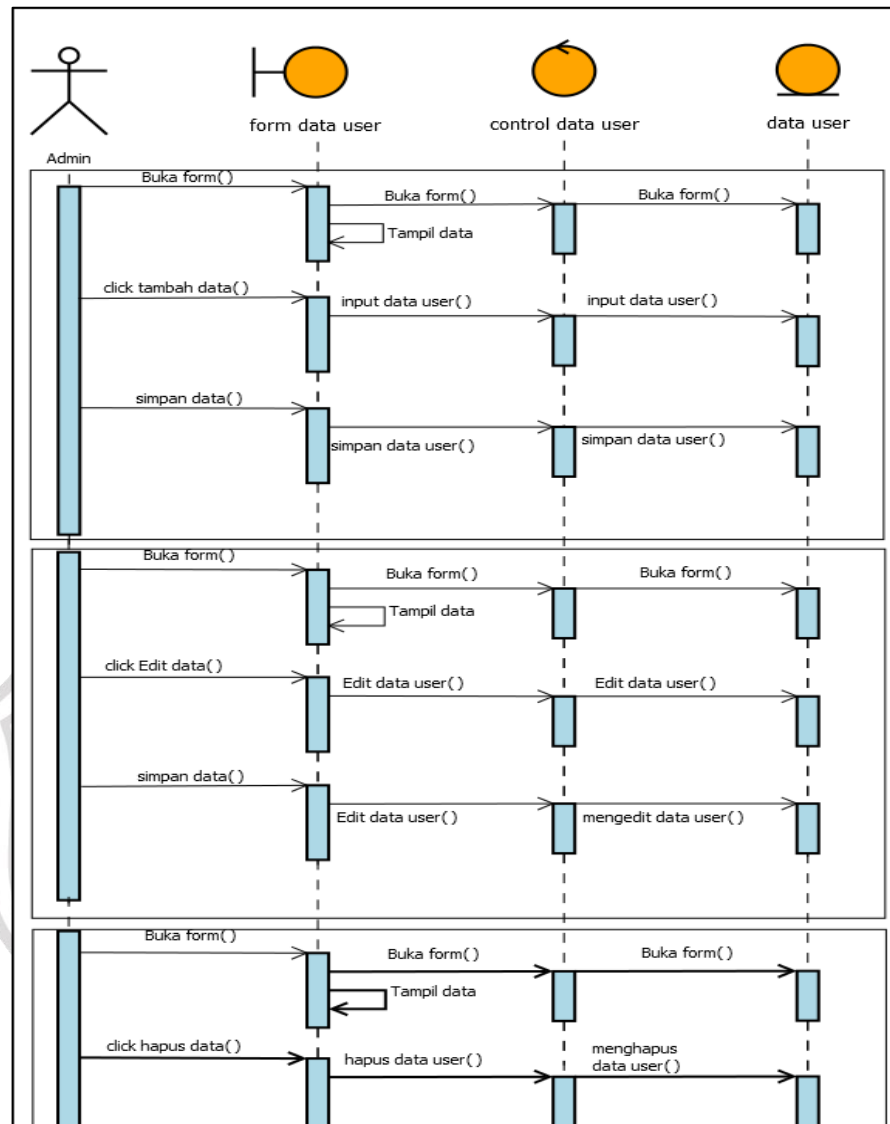 form data user
control data user
data user
Admin
Buka form()
Buka form()
Buka form()
Tampil data
click tambah data()
input data user()
input data user()
simpan data()
simpan data user()
simpan data user()
Buka form()
Buka form()
Buka form()
Tampil data
click Edit data()
Edit data user()
Edit data user()
simpan data()
Edit data user()
mengedit data user()
Buka form()
Buka form()
Buka form()
Tampil data
click hapus data()
hapus data user()
menghapus
data user()